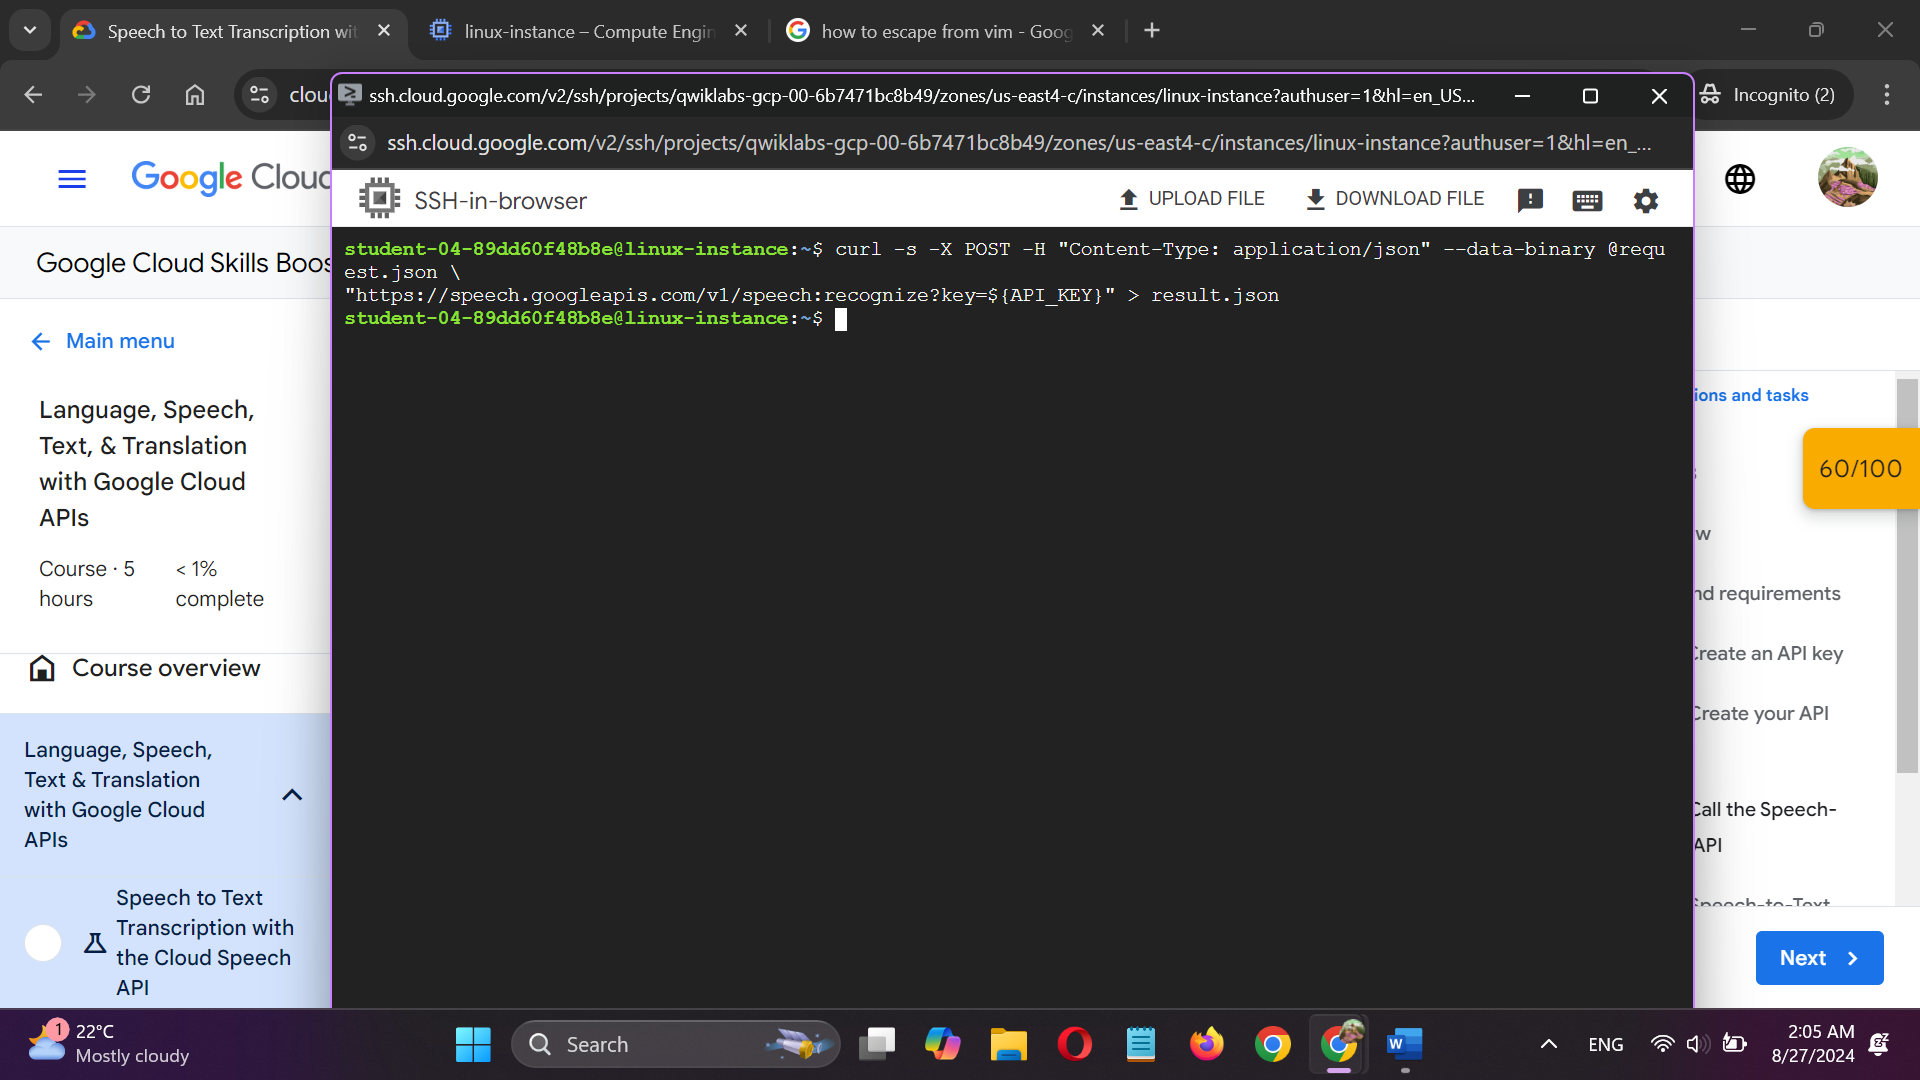 Speech to Text Transcription wit
linux-instance – Compute Engin
how to escape from vim - Goog
clou
Incognito (2)
ssh.cloud.google.com/v2/ssh/projects/qwiklabs-gcp-00-6b7471bc8b49/zones/us-east4-c/instances/linux-instance?authuser=1&hl=en_US...
ssh.cloud.google.com/v2/ssh/projects/qwiklabs-gcp-00-6b7471bc8b49/zones/us-east4-c/instances/linux-instance?authuser=1&hl=en_...
Google Cloud
SSH-in-browser
UPLOAD FILE
DOWNLOAD FILE
student-04-89dd60f48b8e@linux-instance:~$ curl -s -X POST -H "Content-Type: application/json" --data-binary @requ
est.json \
"https://speech.googleapis.com/v1/speech:recognize?key=${API_KEY}" > result.json
student-04-89dd60f48b8e@linux-instance:~$
Google Cloud Skills Boos
Main menu
Language, Speech,
Text, & Translation
with Google Cloud
APIs
Course · 5
hours
< 1%
complete
Course overview
Language, Speech,
Text & Translation
with Google Cloud
APIs
Speech to Text
Transcription with
the Cloud Speech
API
ions and tasks
60/100
w
nd requirements
Create an API key
Create your API
Call the Speech-
API
Speech-to-Text
Next
1
22°C
Mostly cloudy
Search
ENG
2:05 AM
8/27/2024